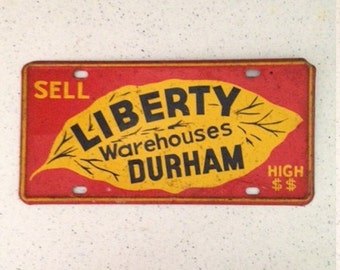 SELL
LIBERTY
Warehouses
DURHAM
HIGH
$$